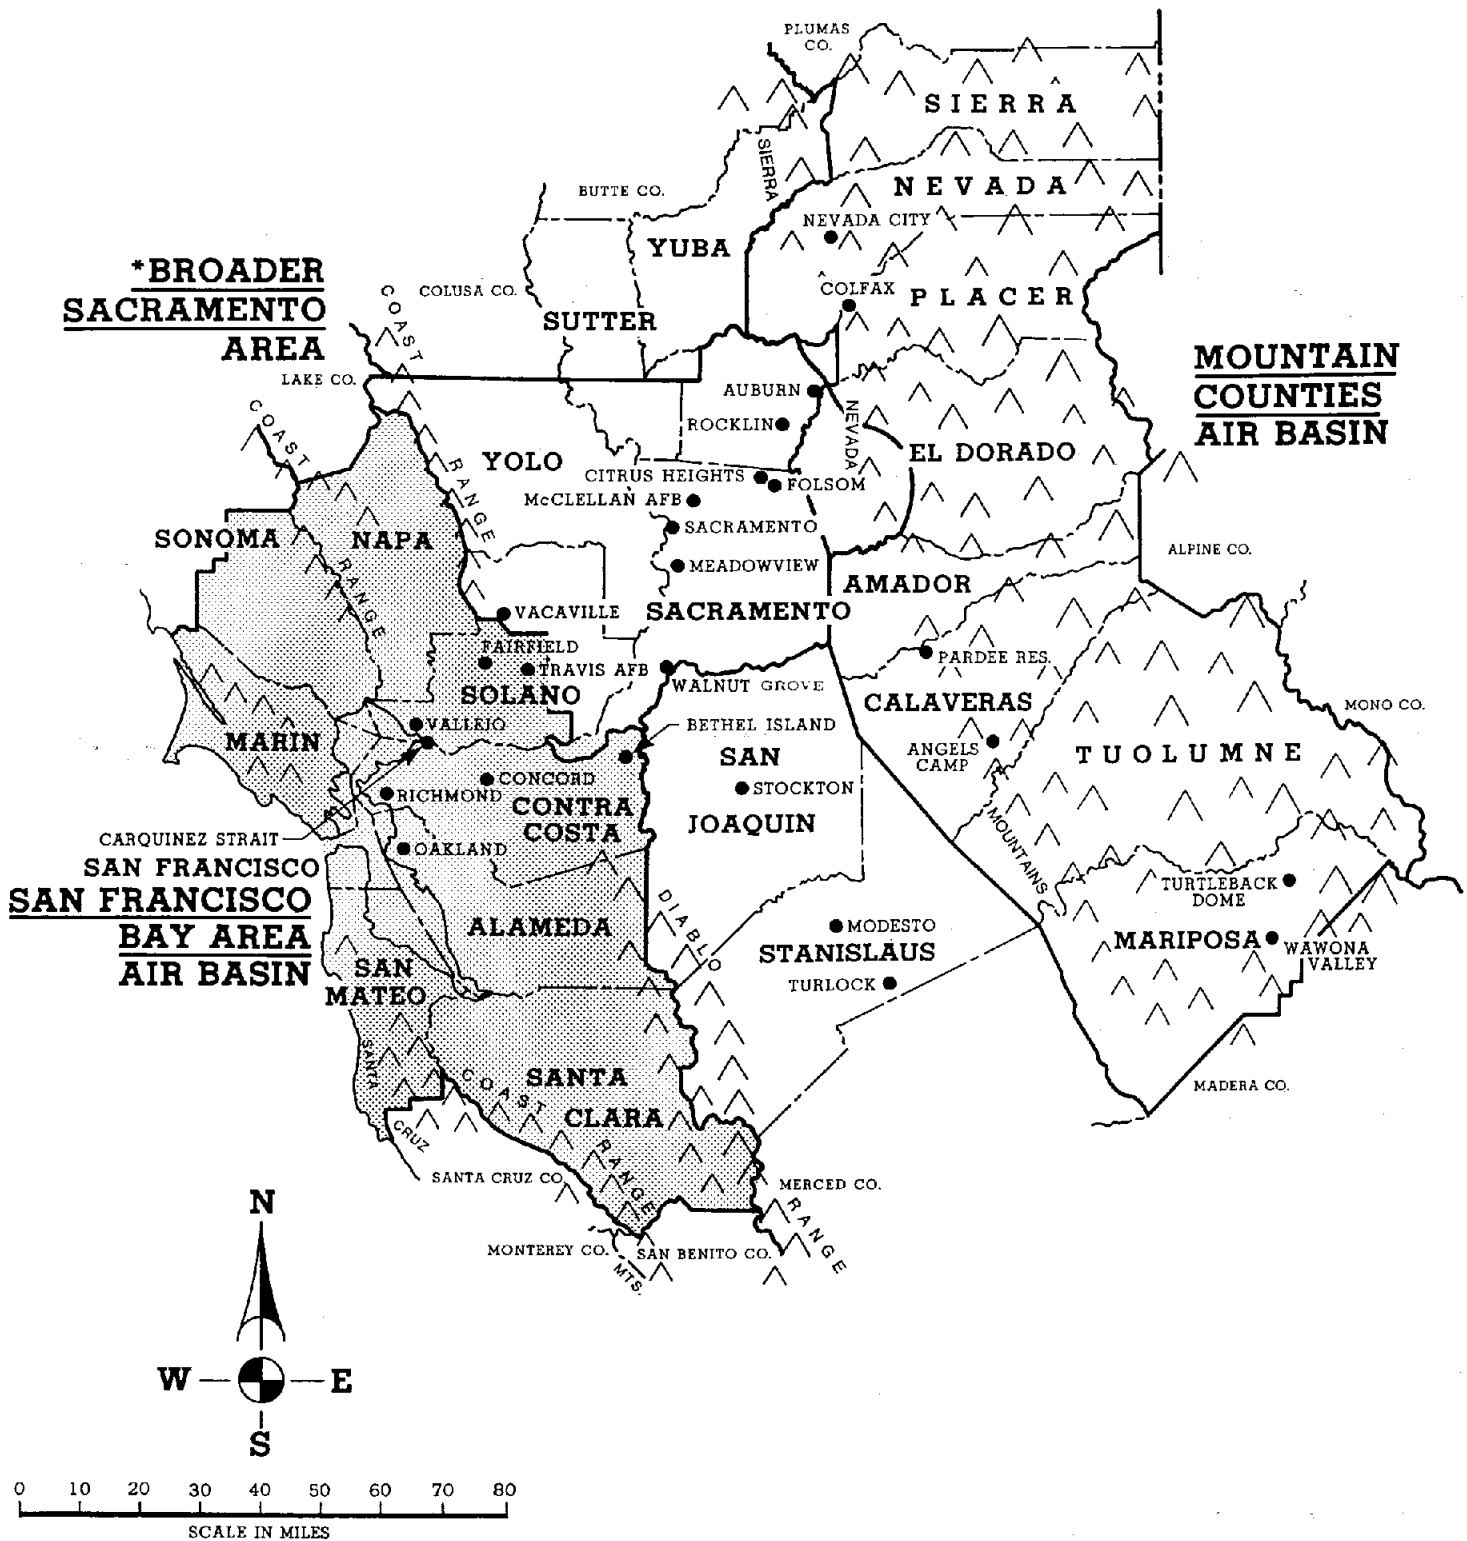 PLUMAS
CO.
SIERRA
SIERRA
NEVADA
BUTTE CO.
NEVADA CITY
YUBA
*BROADER
SACRAMENTO
AREA
COLUSA CO.
COAST
COLFAX
PLACER
SUTTER
MOUNTAIN
COUNTIES
AIR BASIN
LAKE CO.
AUBURN
COAST
ROCKLIN
NEVADA
EL DORADO
YOLO
RANGE
CITRUS HEIGHTS
FOLSOM
McCLELLAN AFB
SACRAMENTO
SONOMA
NAPA
ALPINE CO.
MEADOWVIEW
RANGE
AMADOR
VACAVILLE
SACRAMENTO
FAIRFIELD
TRAVIS AFB
PARDEE RES.
SOLANO
WALNUT GROVE
CALAVERAS
MONO CO.
VALLEJO
BETHEL ISLAND
MARIN
ANGELS
CAMP
SAN
JOAQUIN
TUOLUMNE
CONCORD
STOCKTON
RICHMOND
CONTRA
COSTA
CARQUINEZ STRAIT
OAKLAND
MOUNTAINS
SAN FRANCISCO
SAN FRANCISCO
BAY AREA
AIR BASIN
TURTLEBACK
DOME
DIABLO
ALAMEDA
MODESTO
STANISLAUS
MARIPOSA
WAWONA
VALLEY
SAN
MATEO
TURLOCK
SANTA
COAST
SANTA
CLARA
MADERA CO.
CRUZ
RANGE
SANTA CRUZ CO.
MERCED CO.
RANGE
MONTEREY CO.
SAN BENITO CO.
MTS.
N
W
E
S
0 10 20 30 40 50 60 70 80
SCALE IN MILES